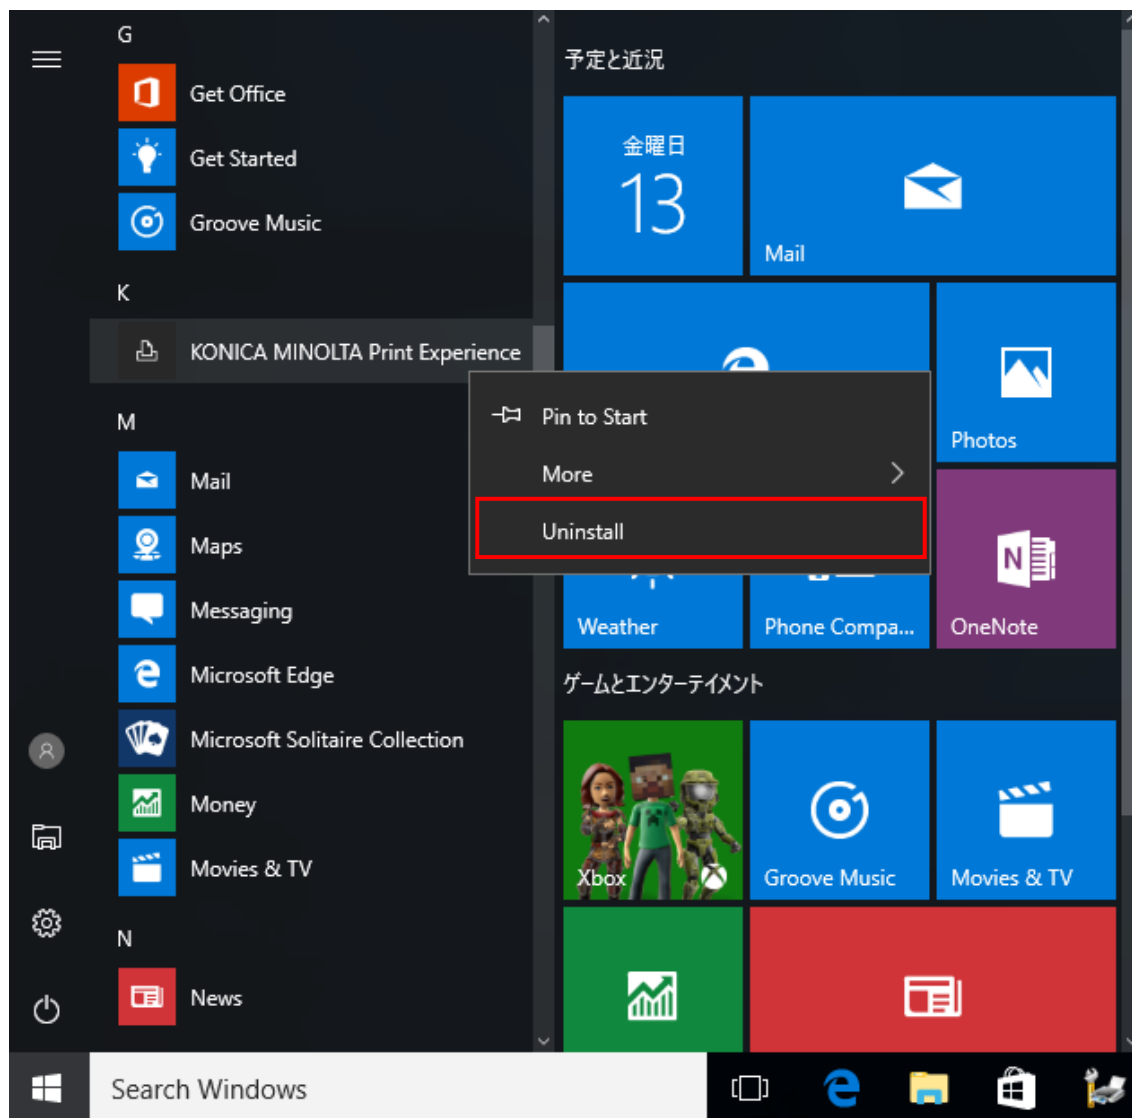 G
Get Office
Get Started
Groove Music
K
KONICA MINOLTA Print Experience
M
Mail
Maps
Messaging
Microsoft Edge
Microsoft Solitaire Collection
Money
Movies & TV
N
News
Pin to Start
More
Uninstall
予定と近況
金曜日
13
Mail
Photos
Weather
Phone Compa...
OneNote
ゲームとエンターテイメント
Xbox
Groove Music
Movies & TV
Search Windows